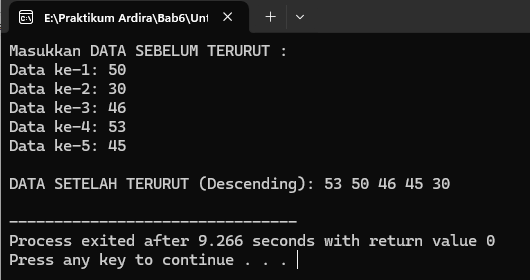 E:\Praktikum Ardira\Bab6\Unt
Masukkan DATA SEBELUM TERURUT :
Data ke-1: 50
Data ke-2: 30
Data ke-3: 46
Data ke-4: 53
Data ke-5: 45
DATA SETELAH TERURUT (Descending): 53 50 46 45 30
--------------------------------
Process exited after 9.266 seconds with return value 0
Press any key to continue . . .